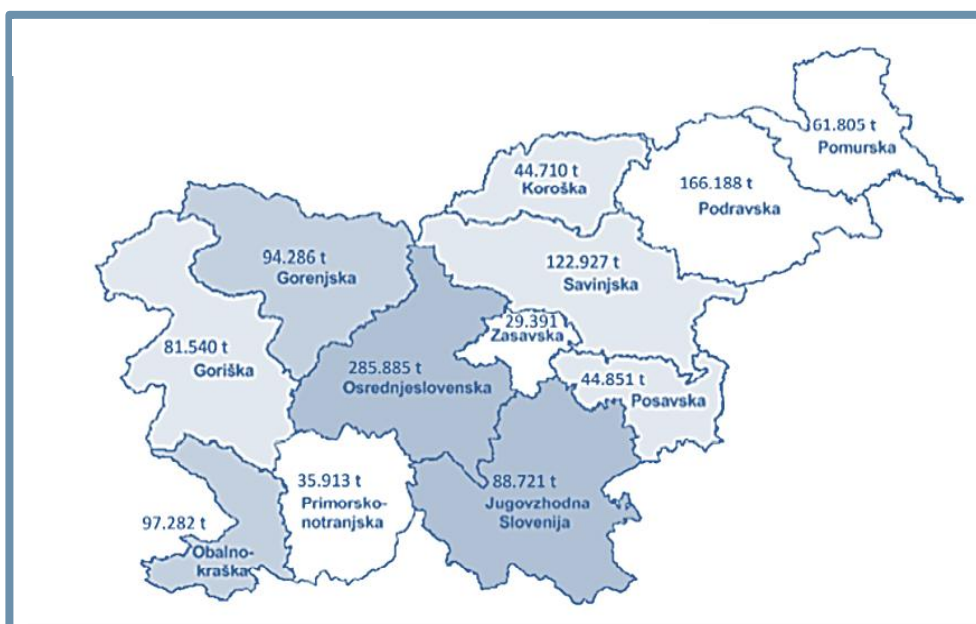 61.805 t
Pomurska
44.710 t
Koroška
166.188 t
Podravska
94.286 t
Gorenjska
122.927 t
Savinjska
29.391
Zasavska
81.540 t
Goriška
285.885 t
Osrednjeslovenska
44.851 t
Posavska
35.913 t
Primorsko-
notranjska
88.721 t
Jugovzhodna
Slovenija
97.282 t
Obalno-
kraška